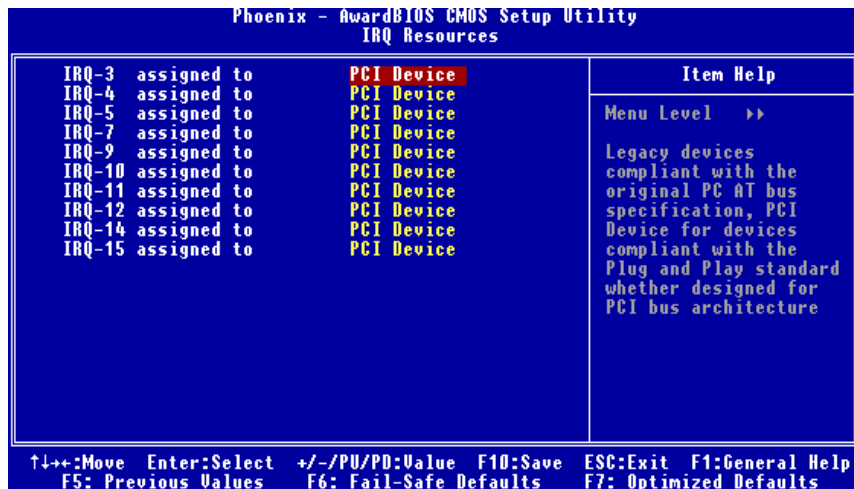 Phoenix - AwardBIOS CMOS Setup Utility
IRQ Resources
IRQ-3 assigned to PCI Device
IRQ-4 assigned to PCI Device
IRQ-5 assigned to PCI Device
IRQ-7 assigned to PCI Device
IRQ-9 assigned to PCI Device
IRQ-10 assigned to PCI Device
IRQ-11 assigned to PCI Device
IRQ-12 assigned to PCI Device
IRQ-14 assigned to PCI Device
IRQ-15 assigned to PCI Device
Item Help
Menu Level ▸▸
Legacy devices
compliant with the
original PC AT bus
specification, PCI
Device for devices
compliant with the
Plug and Play standard
whether designed for
PCI bus architecture
↑↓→←:Move Enter:Select +/-/PU/PD:Value F10:Save ESC:Exit F1:General Help
F5: Previous Values F6: Fail-Safe Defaults F7: Optimized Defaults